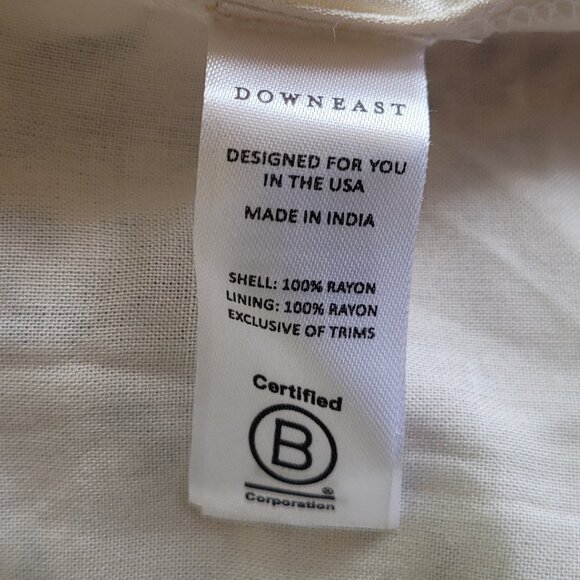 DOWNEAST
DESIGNED FOR YOU
IN THE USA
MADE IN INDIA
SHELL: 100% RAYON
LINING: 100% RAYON
EXCLUSIVE OF TRIMS
Certified
B
®
Corporation